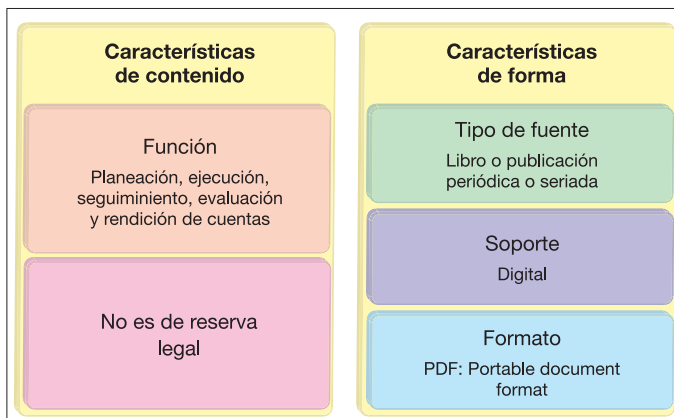 Características
de contenido
Función
Planeación, ejecución,
seguiminiento, evaluación
y rendición de cuentas
No es de reserva
legal
Características
de forma
Tipo de fuente
Libro o publicación
periódica o seriada
Soporte
Digital
Formato
PDF: Portable document
format